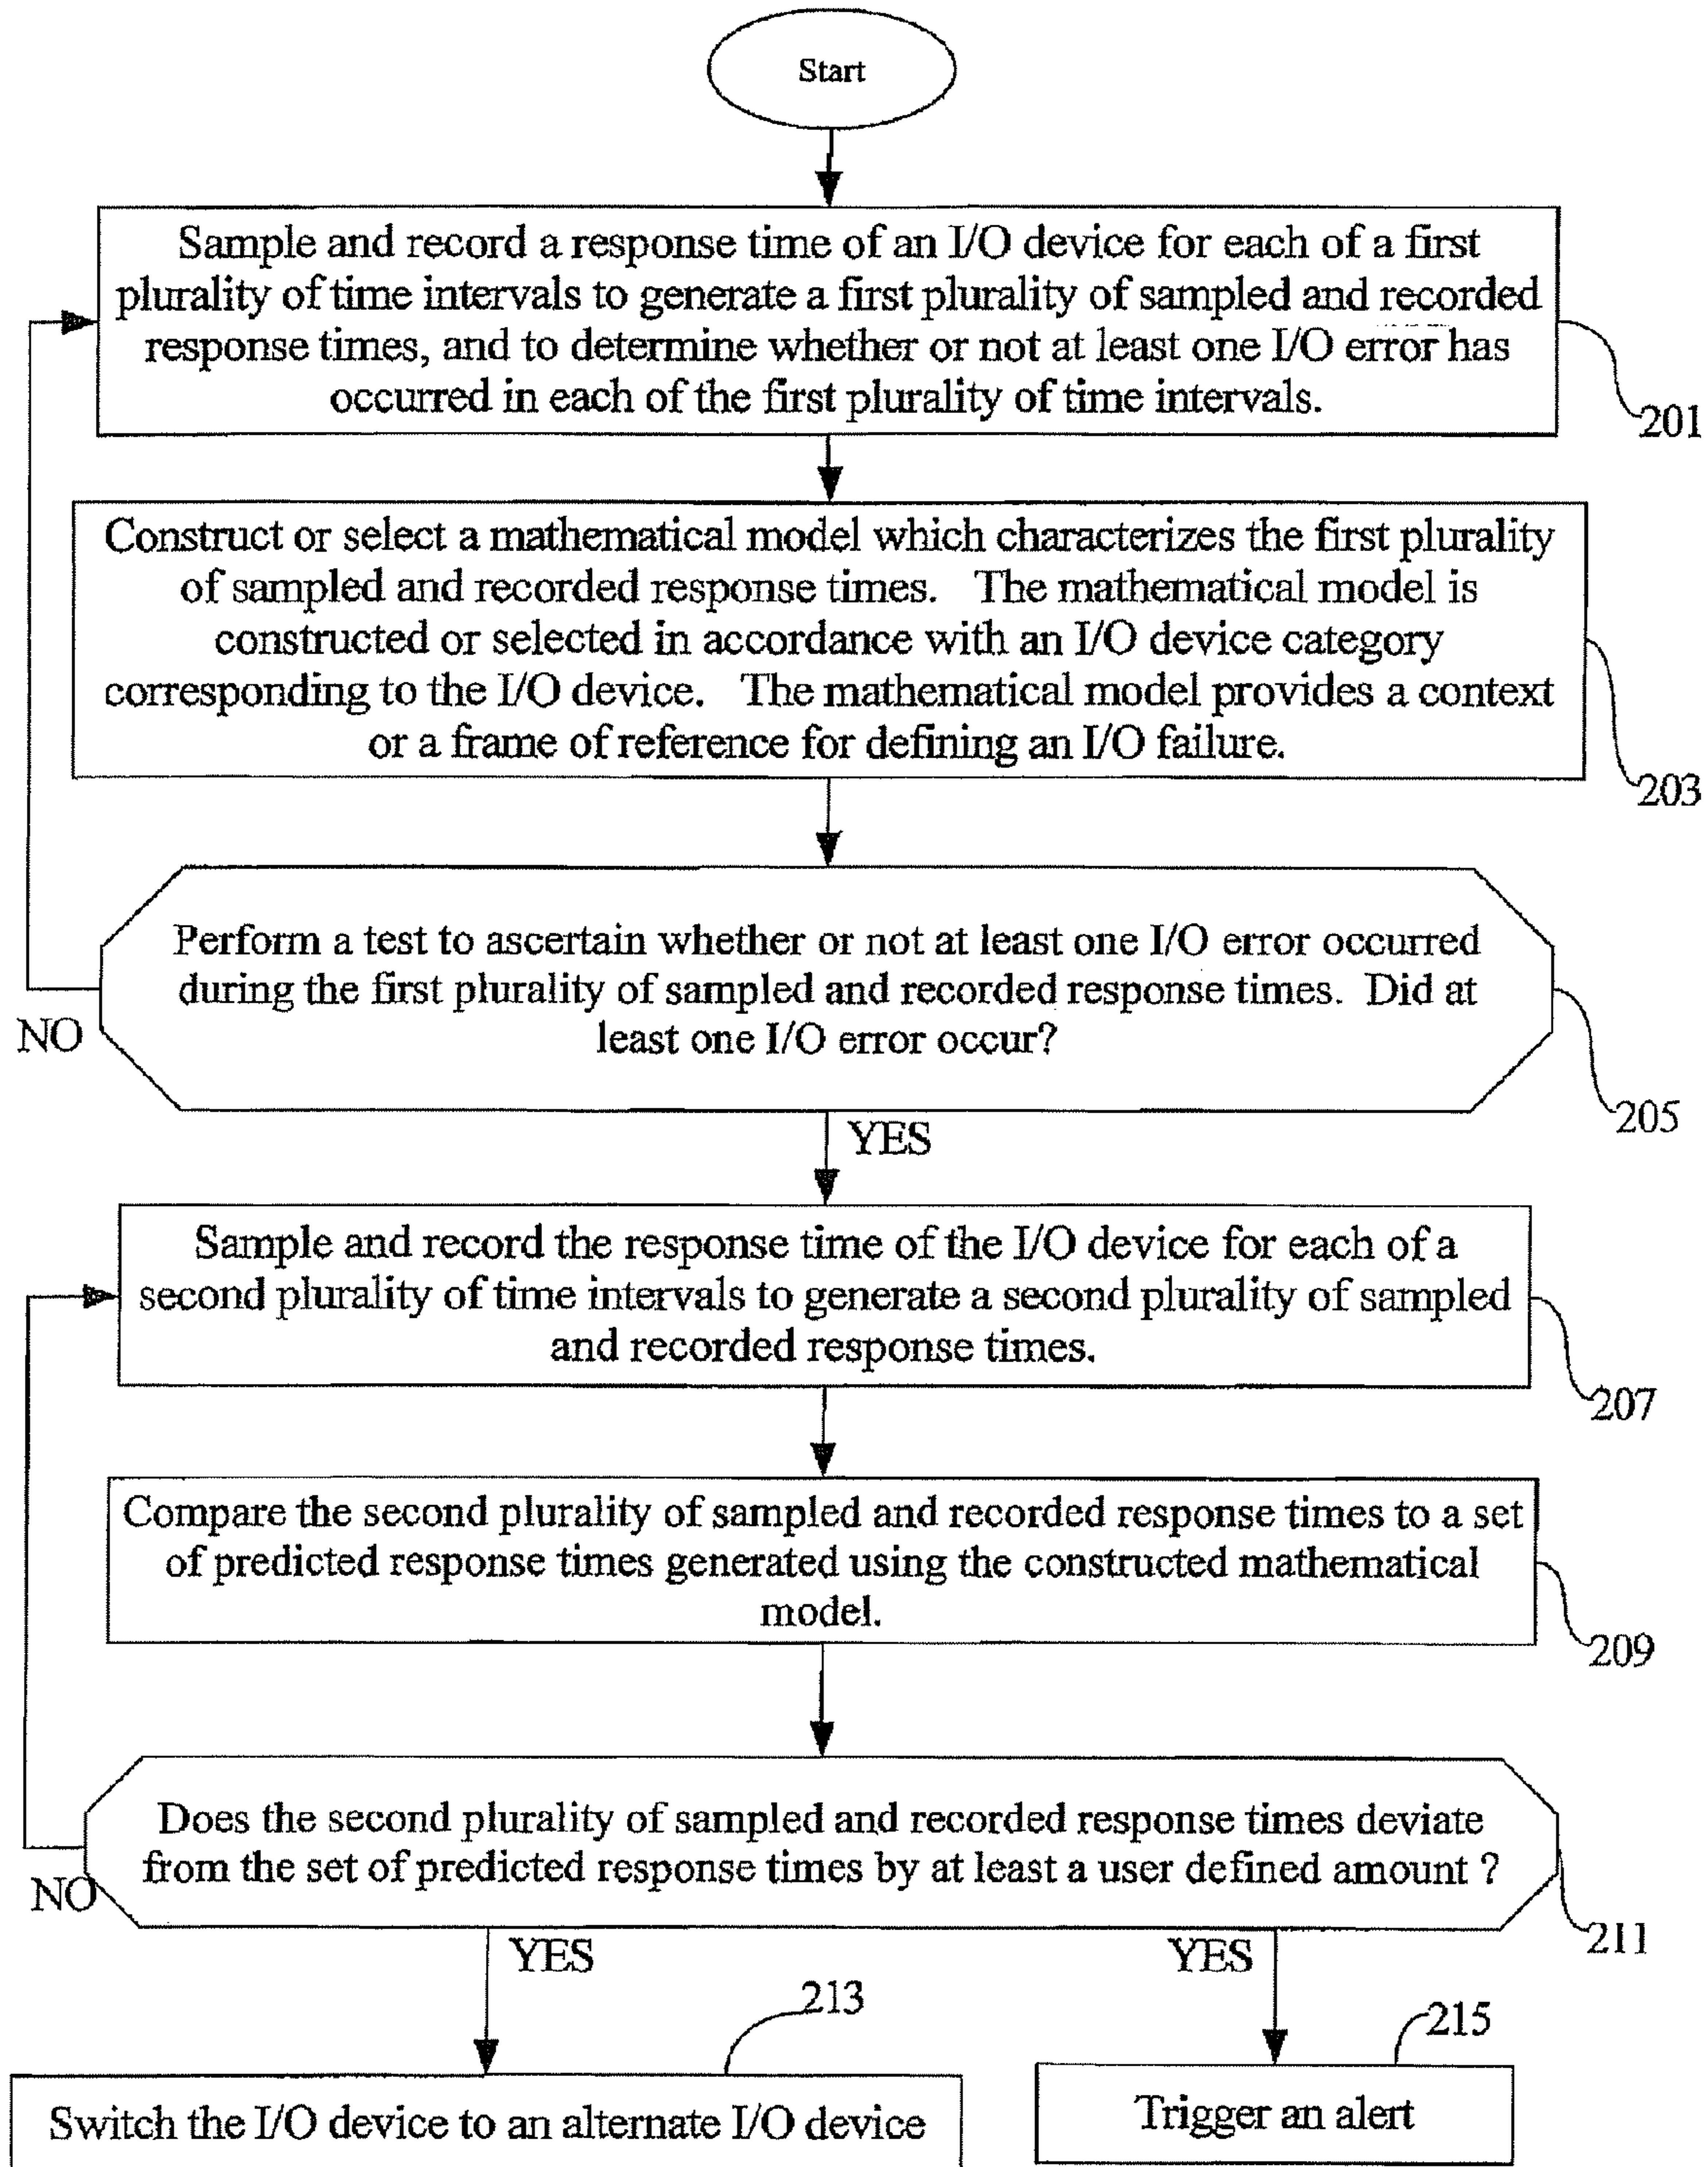 Start
Sample and record a response time of an I/O device for each of a first
plurality of time intervals to generate a first plurality of sampled and recorded
response times, and to determine whether or not at least one I/O error has
occurred in each of the first plurality of time intervals.
201
Construct or select a mathematical model which characterizes the first plurality
of sampled and recorded response times. The mathematical model is
constructed or selected in accordance with an I/O device category
corresponding to the I/O device. The mathematical model provides a context
or a frame of reference for defining an I/O failure.
203
Perform a test to ascertain whether or not at least one I/O error occurred
during the first plurality of sampled and recorded response times. Did at
least one I/O error occur?
NO
205
YES
Sample and record the response time of the I/O device for each of a
second plurality of time intervals to generate a second plurality of sampled
and recorded response times.
207
Compare the second plurality of sampled and recorded response times to a set
of predicted response times generated using the constructed mathematical
model.
209
Does the second plurality of sampled and recorded response times deviate
from the set of predicted response times by at least a user defined amount ?
NO
211
YES
YES
213
215
Switch the I/O device to an alternate I/O device
Trigger an alert